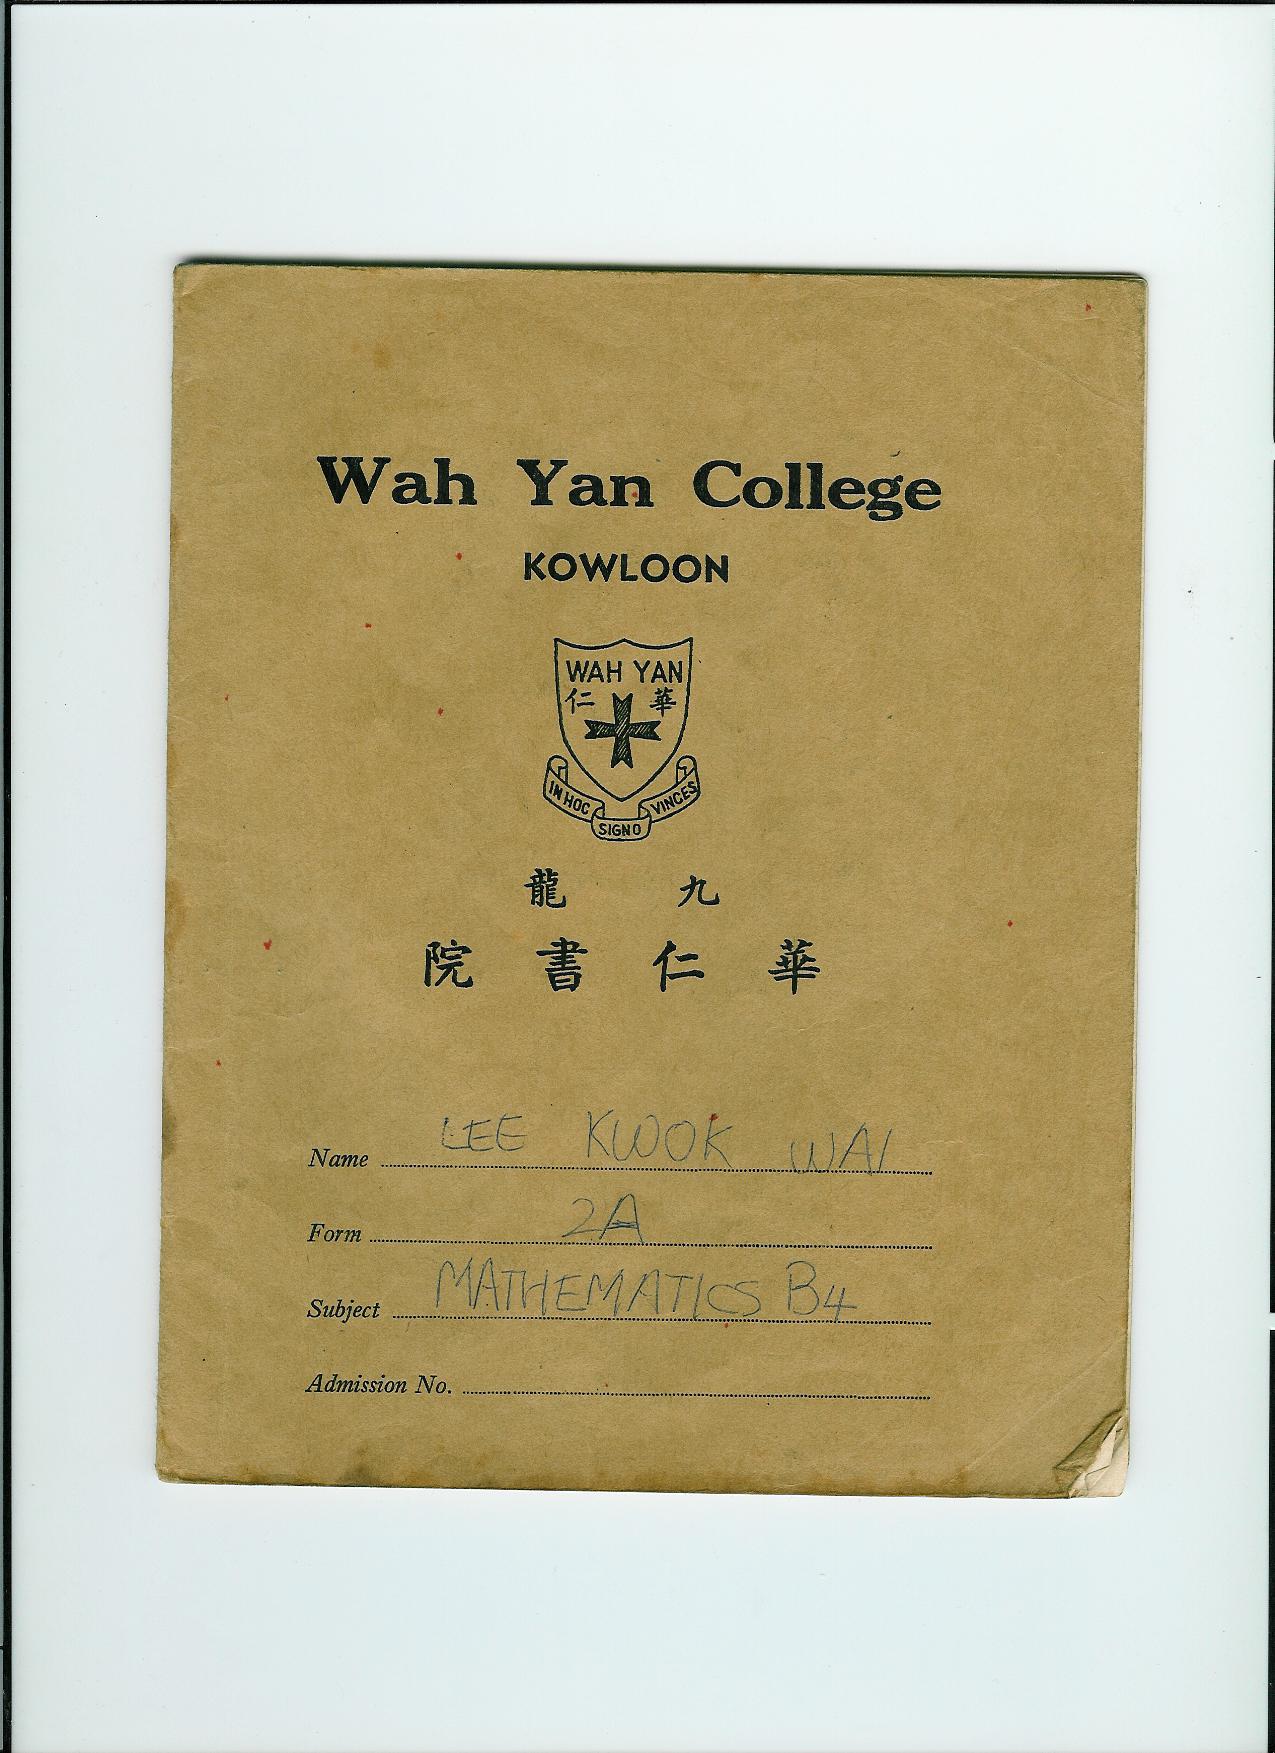 Wah Yan College
KOWLOON
WAH YAN
仁 華
IN HOC SIGNO VINCES
龍 九
院 書 仁 華
Name LEE KWOK WAI
Form 2A
Subject MATHEMATICS B4
Admission No.